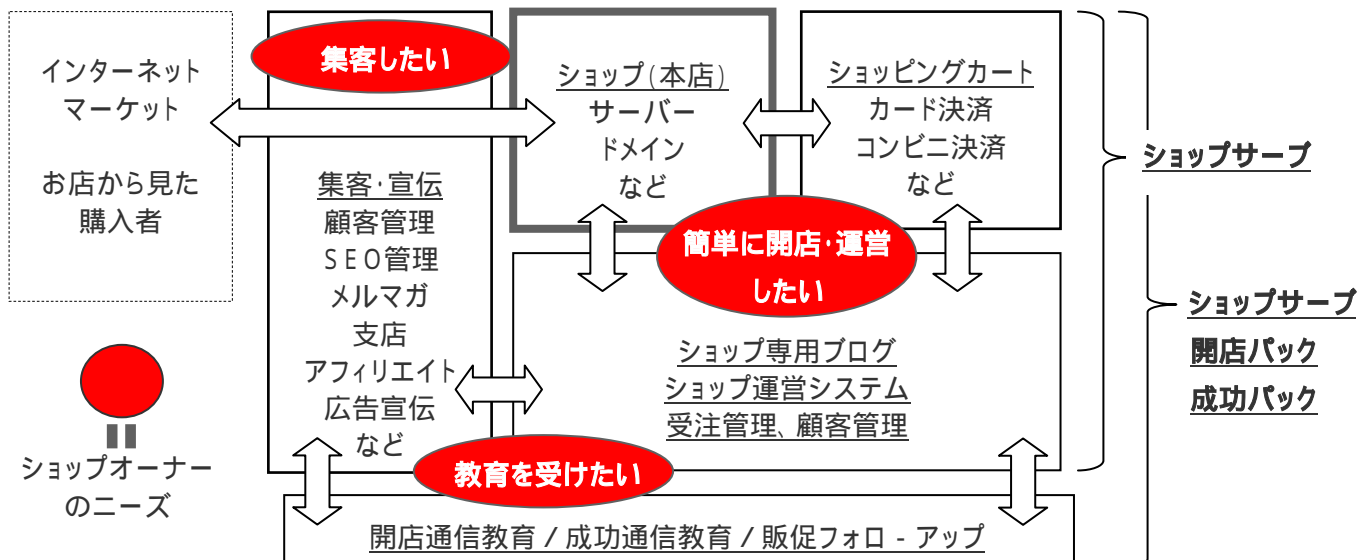 インターネット
マーケット
お店から見た
購入者
集客したい
ショップ(本店)
サーバー
ドメイン
など
ショッピングカート
カード決済
コンビニ決済
など
ショップサーブ
集客・宣伝
顧客管理
SEO管理
メルマガ
支店
アフィリエイト
広告宣伝
など
簡単に開店・運営
したい
ショップ専用ブログ
ショップ運営システム
受注管理、顧客管理
ショップサーブ
開店パック
成功パック
ショップオーナー
のニーズ
教育を受けたい
開店通信教育 / 成功通信教育 / 販促フォロ - アップ